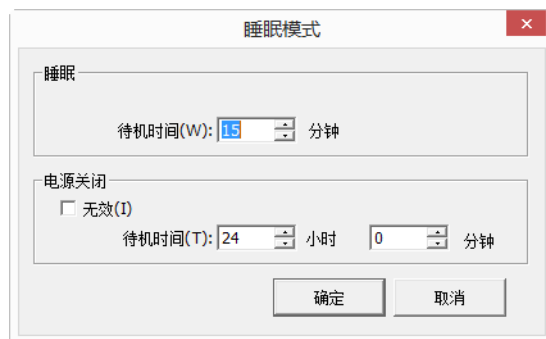 睡眠模式
睡眠
待机时间(W): 15 分钟
电源关闭
无效(I)
待机时间(T): 24 小时 0 分钟
确定 取消